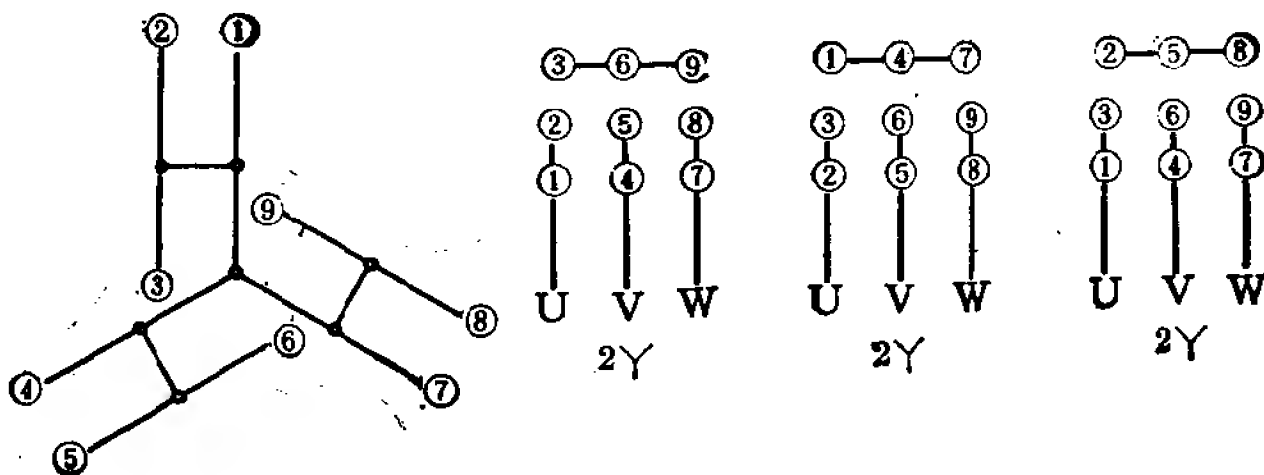 ② ① 
③ ⑥ ⑨ ① ④ ⑦ ② ⑤ ⑧
② ⑤ ⑧ ③ ⑥ ⑨ ③ ⑥ ⑨
① ④ ⑦ ② ⑤ ⑧ ① ④ ⑦
⑨
③
U V W U V W U V W
⑧
⑥
2Y 2Y 2Y
④ ⑦
⑤